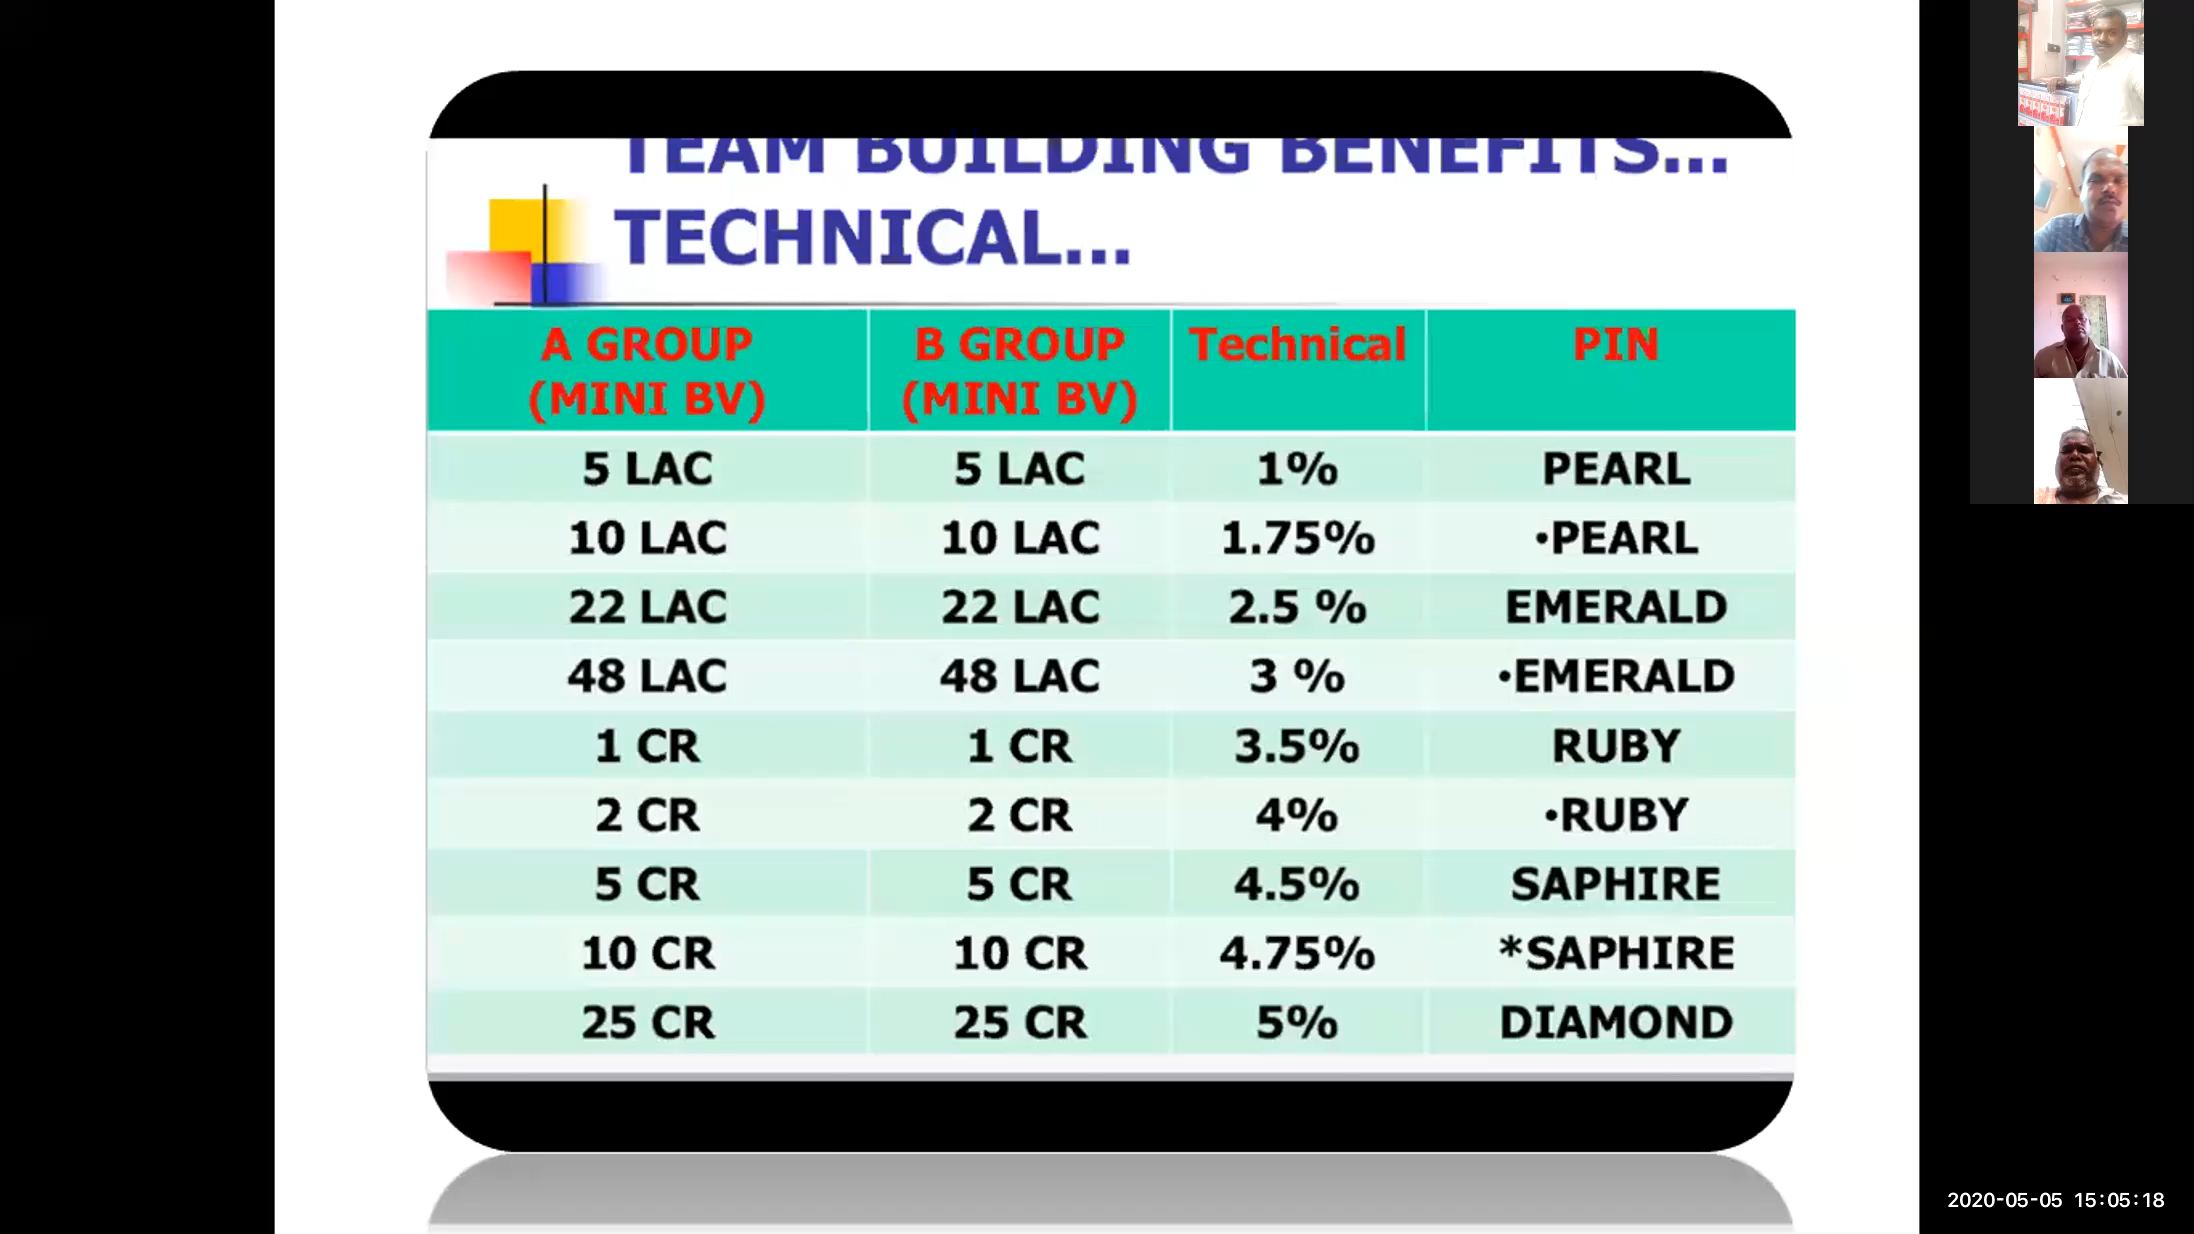 TEAM BUILDING BENEFITS...
TECHNICAL...
A GROUP (MINI BV) B GROUP (MINI BV) Technical PIN
5 LAC 5 LAC 1% PEARL
10 LAC 10 LAC 1.75% •PEARL
22 LAC 22 LAC 2.5 % EMERALD
48 LAC 48 LAC 3 % •EMERALD
1 CR 1 CR 3.5% RUBY
2 CR 2 CR 4% •RUBY
5 CR 5 CR 4.5% SAPHIRE
10 CR 10 CR 4.75% *SAPHIRE
25 CR 25 CR 5% DIAMOND
2020-05-05 15:05:18